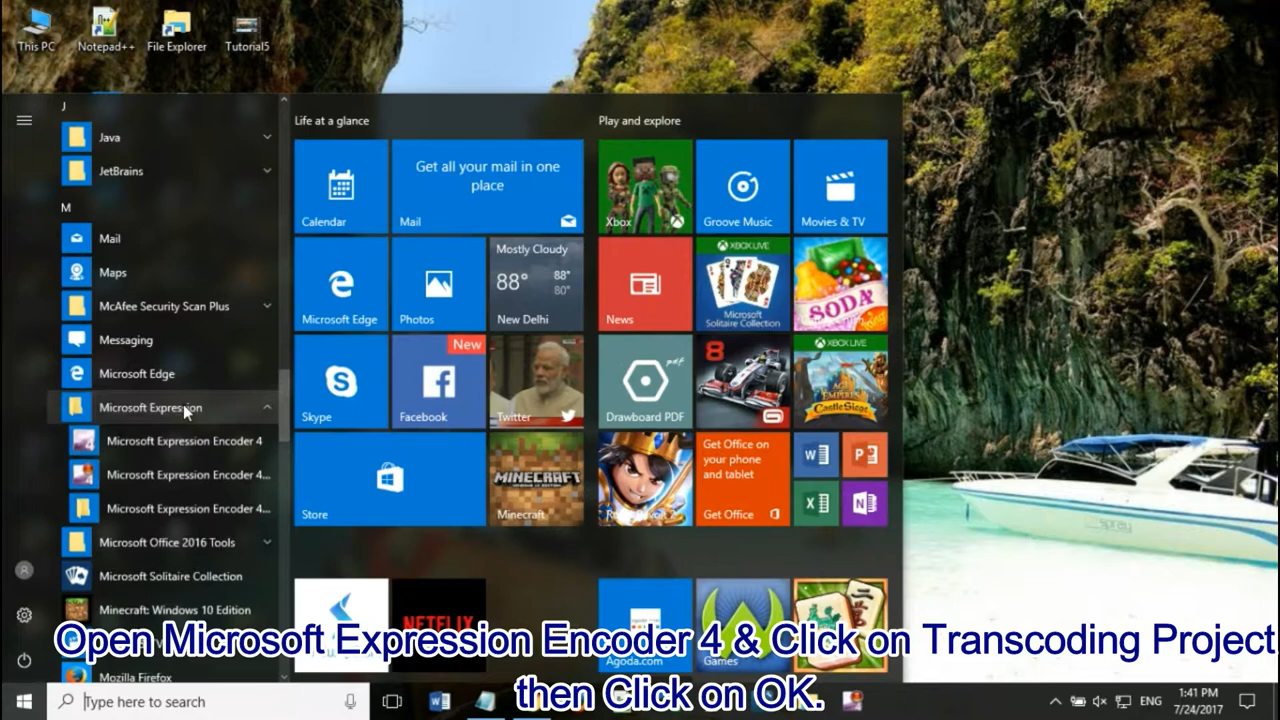 This PC
Notepad++
File Explorer
Tutorial5
J
Java
JetBrains
M
Mail
Maps
McAfee Security Scan Plus
Messaging
Microsoft Edge
Microsoft Expression
Microsoft Expression Encoder 4
Microsoft Expression Encoder 4...
Microsoft Expression Encoder 4...
Microsoft Office 2016 Tools
Microsoft Solitaire Collection
Minecraft: Windows 10 Edition
Mozilla Firefox
Life at a glance
Calendar
Get all your mail in one
place
Mail
Microsoft Edge
Photos
Mostly Cloudy
88° 88°
80°
New Delhi
Skype
New
Facebook
Twitter
Store
MINECRAFT
Minecraft
NETFLIX
Play and explore
Xbox
Groove Music
Movies & TV
News
XBOX LIVE
Microsoft
Solitaire Collection
SODA
Drawboard PDF
8
XBOX LIVE
AGE
EMPIRES
CastleSiege
Get Office on
your phone
and tablet
Get Office
Agoda.com
Games
Open Microsoft Expression Encoder 4 & Click on Transcoding Project
then Click on OK.
Type here to search
ENG
1:41 PM
7/24/2017